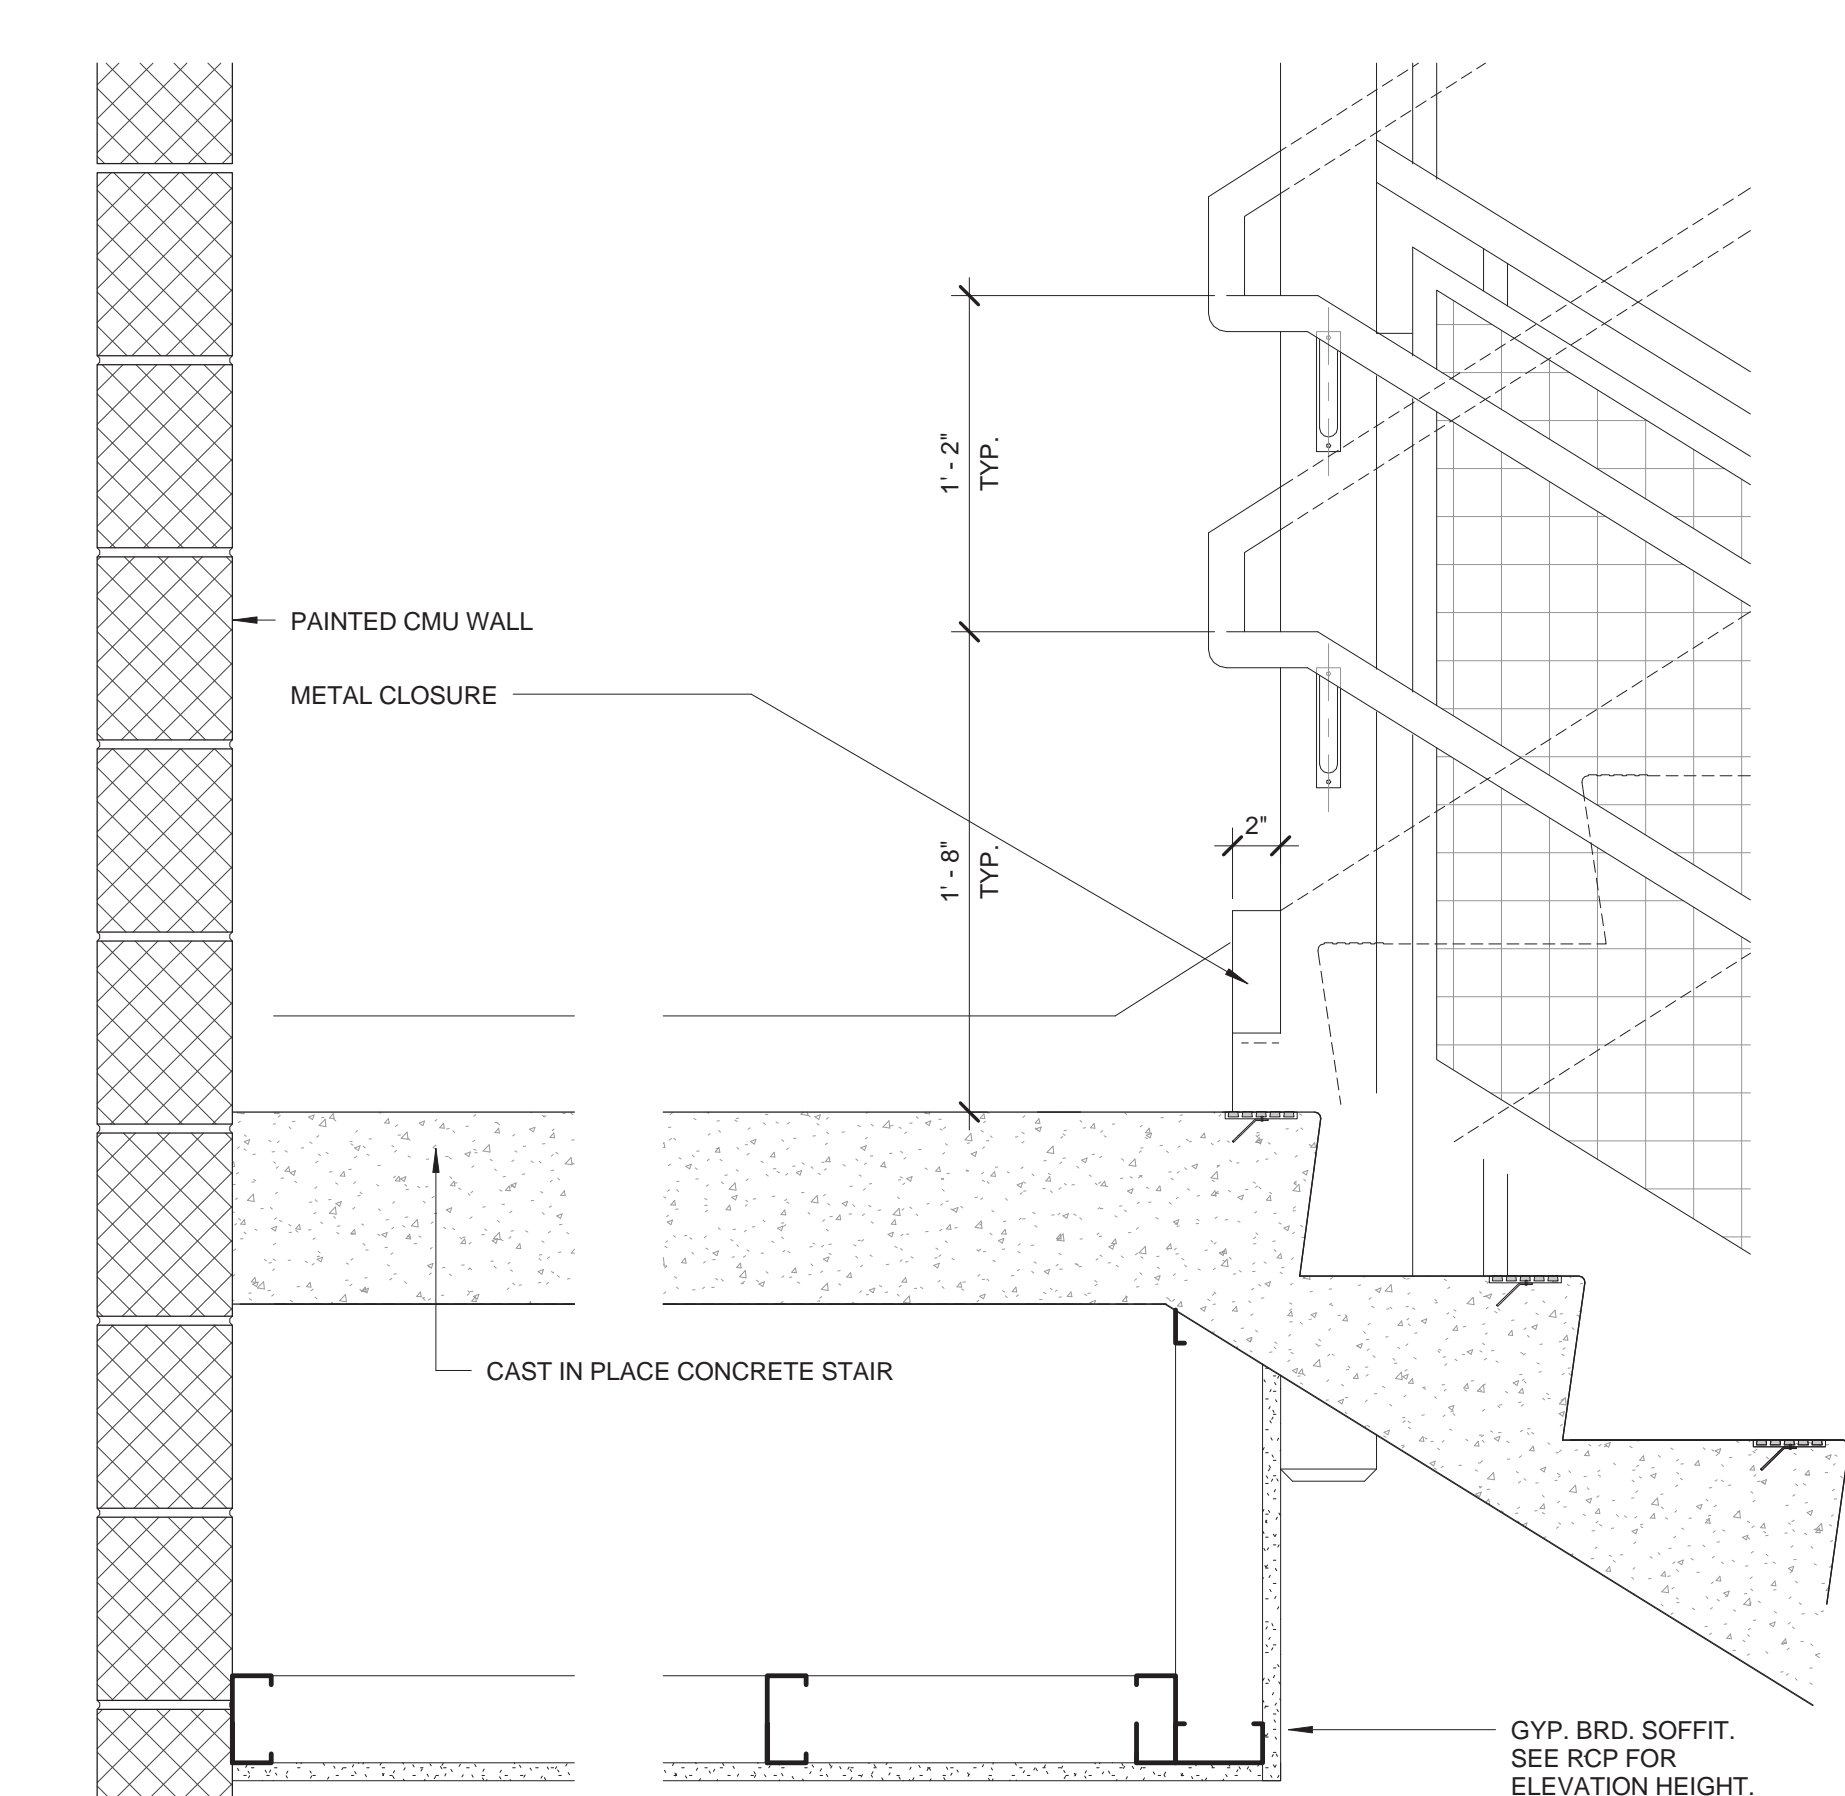 1' - 2"
TYP.
PAINTED CMU WALL
METAL CLOSURE
2"
1' - 8"
TYP.
CAST IN PLACE CONCRETE STAIR
GYP. BRD. SOFFIT.
SEE RCP FOR
ELEVATION HEIGHT.